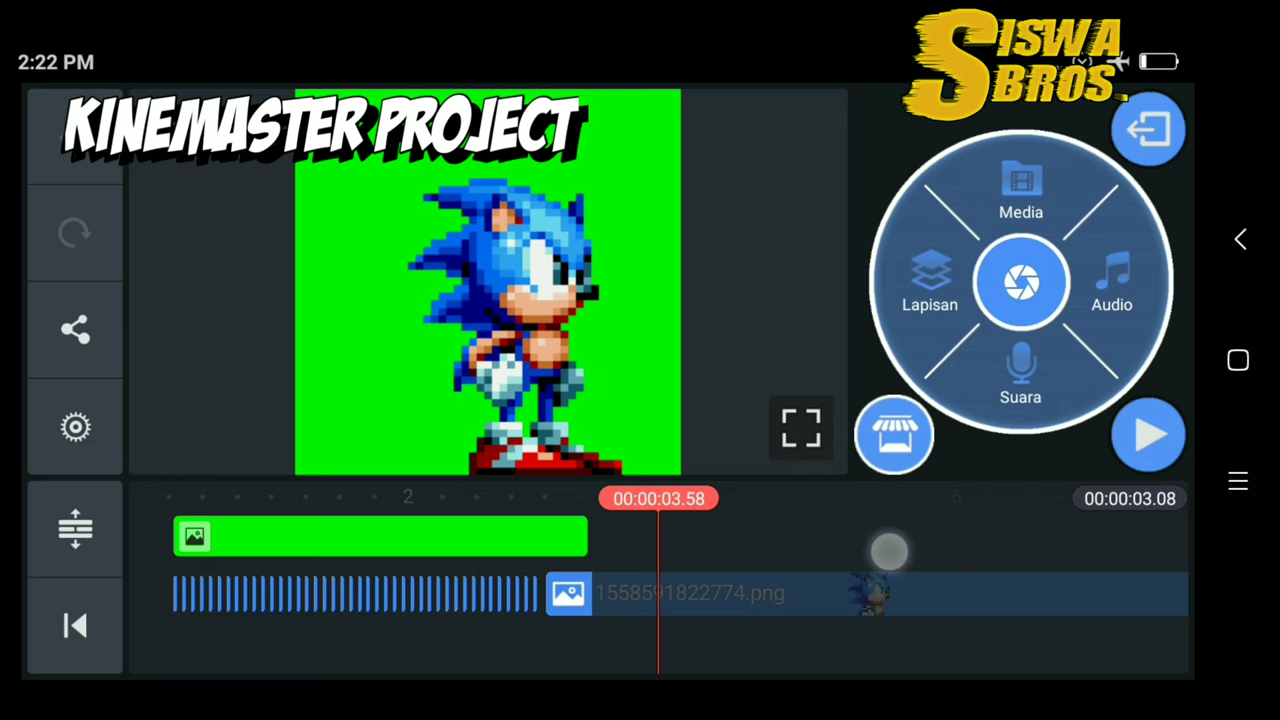 2:22 PM
SISWA
BROS.
KINEMASTER PROJECT
Media
Lapisan
Audio
Suara
2
6
00:00:03.58
00:00:03.08
1558591822774.png